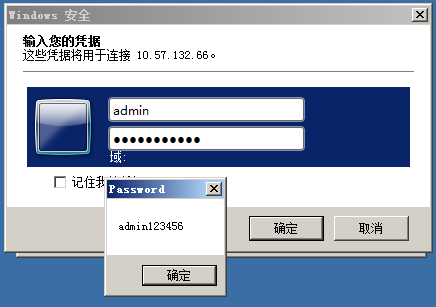 Windows 安全
输入您的凭据
这些凭据将用于连接 10.57.132.66。
admin
●●●●●●●●●●●
域:
记住我
Password
admin123456
确定
确定
取消